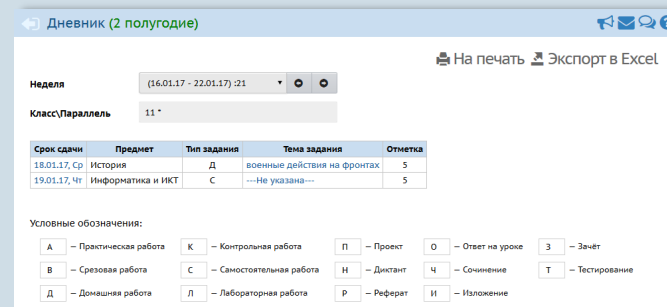 Дневник (2 полугодие)
На печать Экспорт в Excel
Неделя (16.01.17 - 22.01.17) :21
Класс\Параллель 11 *
Срок сдачи Предмет Тип задания Тема задания Отметка
18.01.17, Ср История Д военные действия на фронтах 5
19.01.17, Чт Информатика и ИКТ С ---Не указана--- 5
Условные обозначения:
А – Практическая работа К – Контрольная работа П – Проект О – Ответ на уроке З – Зачёт
В – Срезовая работа С – Самостоятельная работа Н – Диктант Ч – Сочинение Т – Тестирование
Д – Домашняя работа Л – Лабораторная работа Р – Реферат И – Изложение